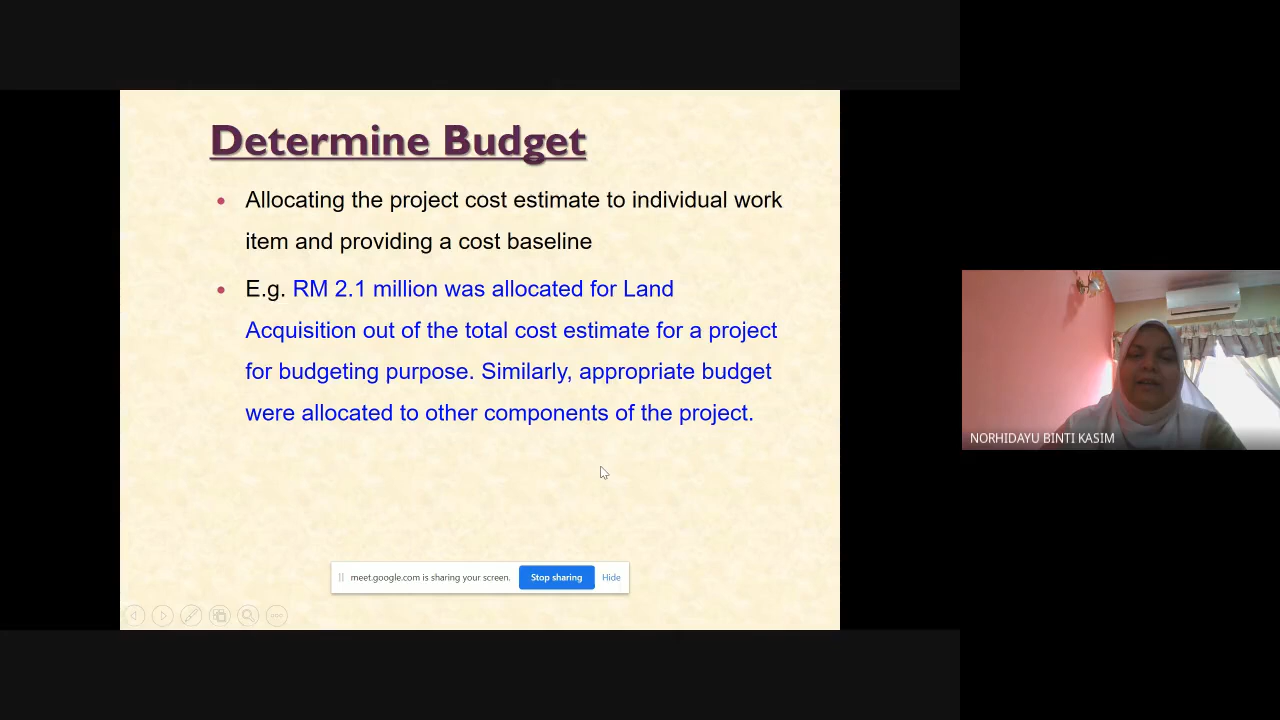 Determine Budget
• Allocating the project cost estimate to individual work
item and providing a cost baseline
• E.g. RM 2.1 million was allocated for Land
Acquisition out of the total cost estimate for a project
for budgeting purpose. Similarly, appropriate budget
were allocated to other components of the project.
meet.google.com is sharing your screen. Stop sharing Hide
NORHIDAYU BINTI KASIM